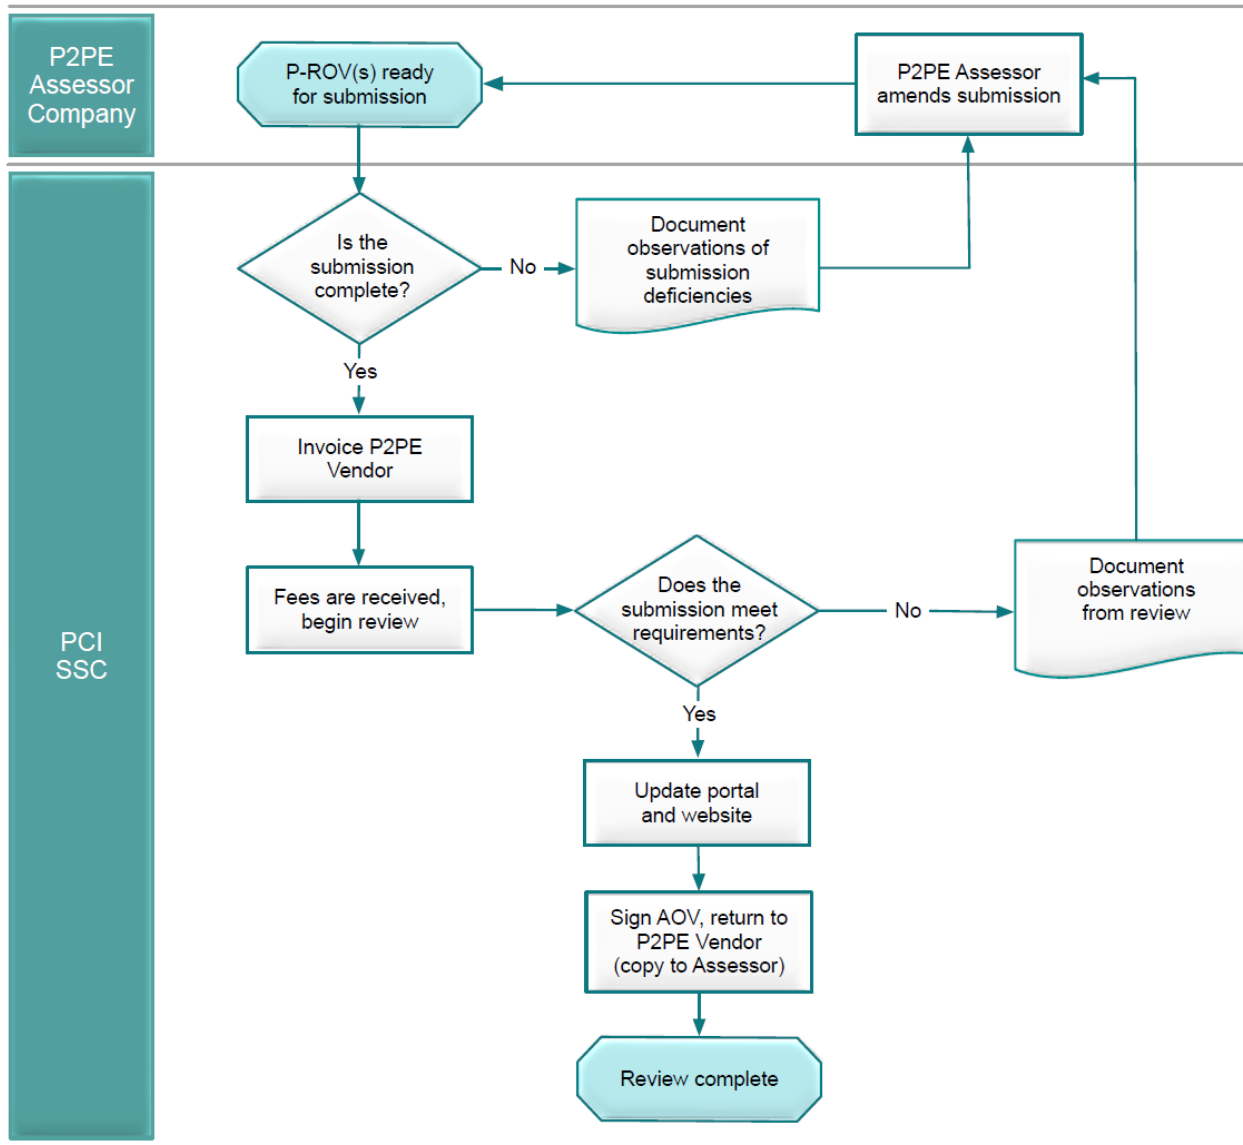 P2PE
Assessor
Company
P-ROV(s) ready
for submission
P2PE Assessor
amends submission
PCI
SSC
Is the
submission
complete?
No
Document
observations of
submission
deficiencies
Yes
Invoice P2PE
Vendor
Fees are received,
begin review
Does the
submission meet
requirements?
No
Document
observations
from review
Yes
Update portal
and website
Sign AOV, return to
P2PE Vendor
(copy to Assessor)
Review complete